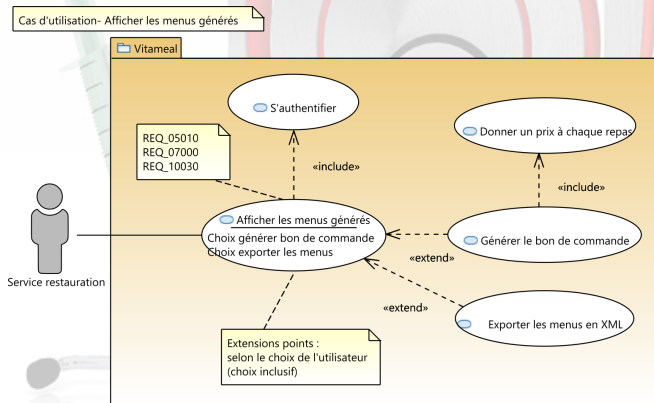 Cas d'utilisation- Afficher les menus générés
Vitameal
S'authentifier
REQ_05010
REQ_07000
REQ_10030
«include»
Donner un prix à chaque repas
«include»
Afficher les menus générés
Choix générer bon de commande
Choix exporter les menus
Générer le bon de commande
«extend»
Service restauration
«extend»
Exporter les menus en XML
Extensions points :
selon le choix de l'utilisateur
(choix inclusif)